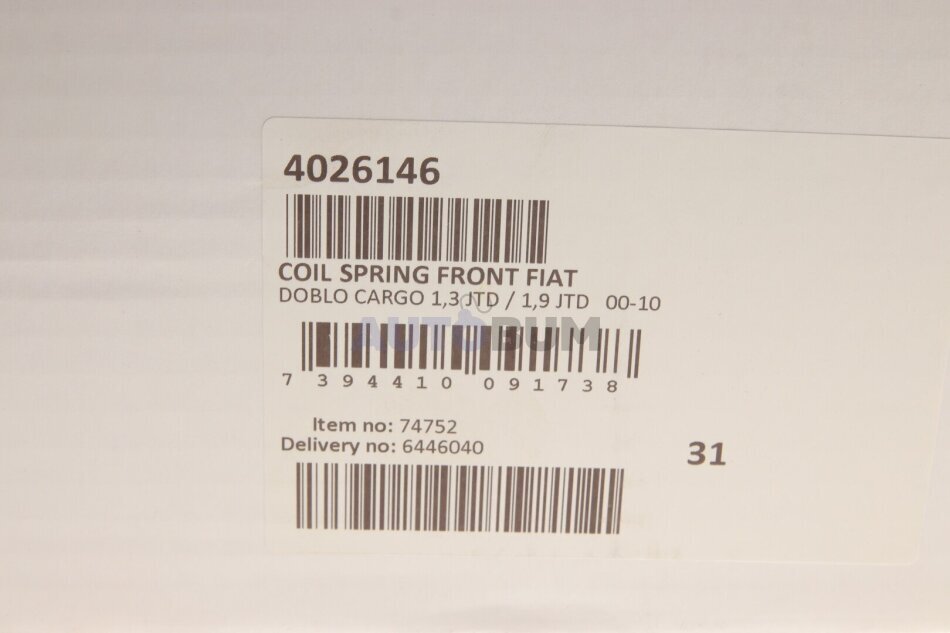 4026146
COIL SPRING FRONT FIAT
DOBLO CARGO 1,3 JTD / 1,9 JTD 00-10
AUTOBUM
7 394410 091738
Item no: 74752
Delivery no: 6446040
31